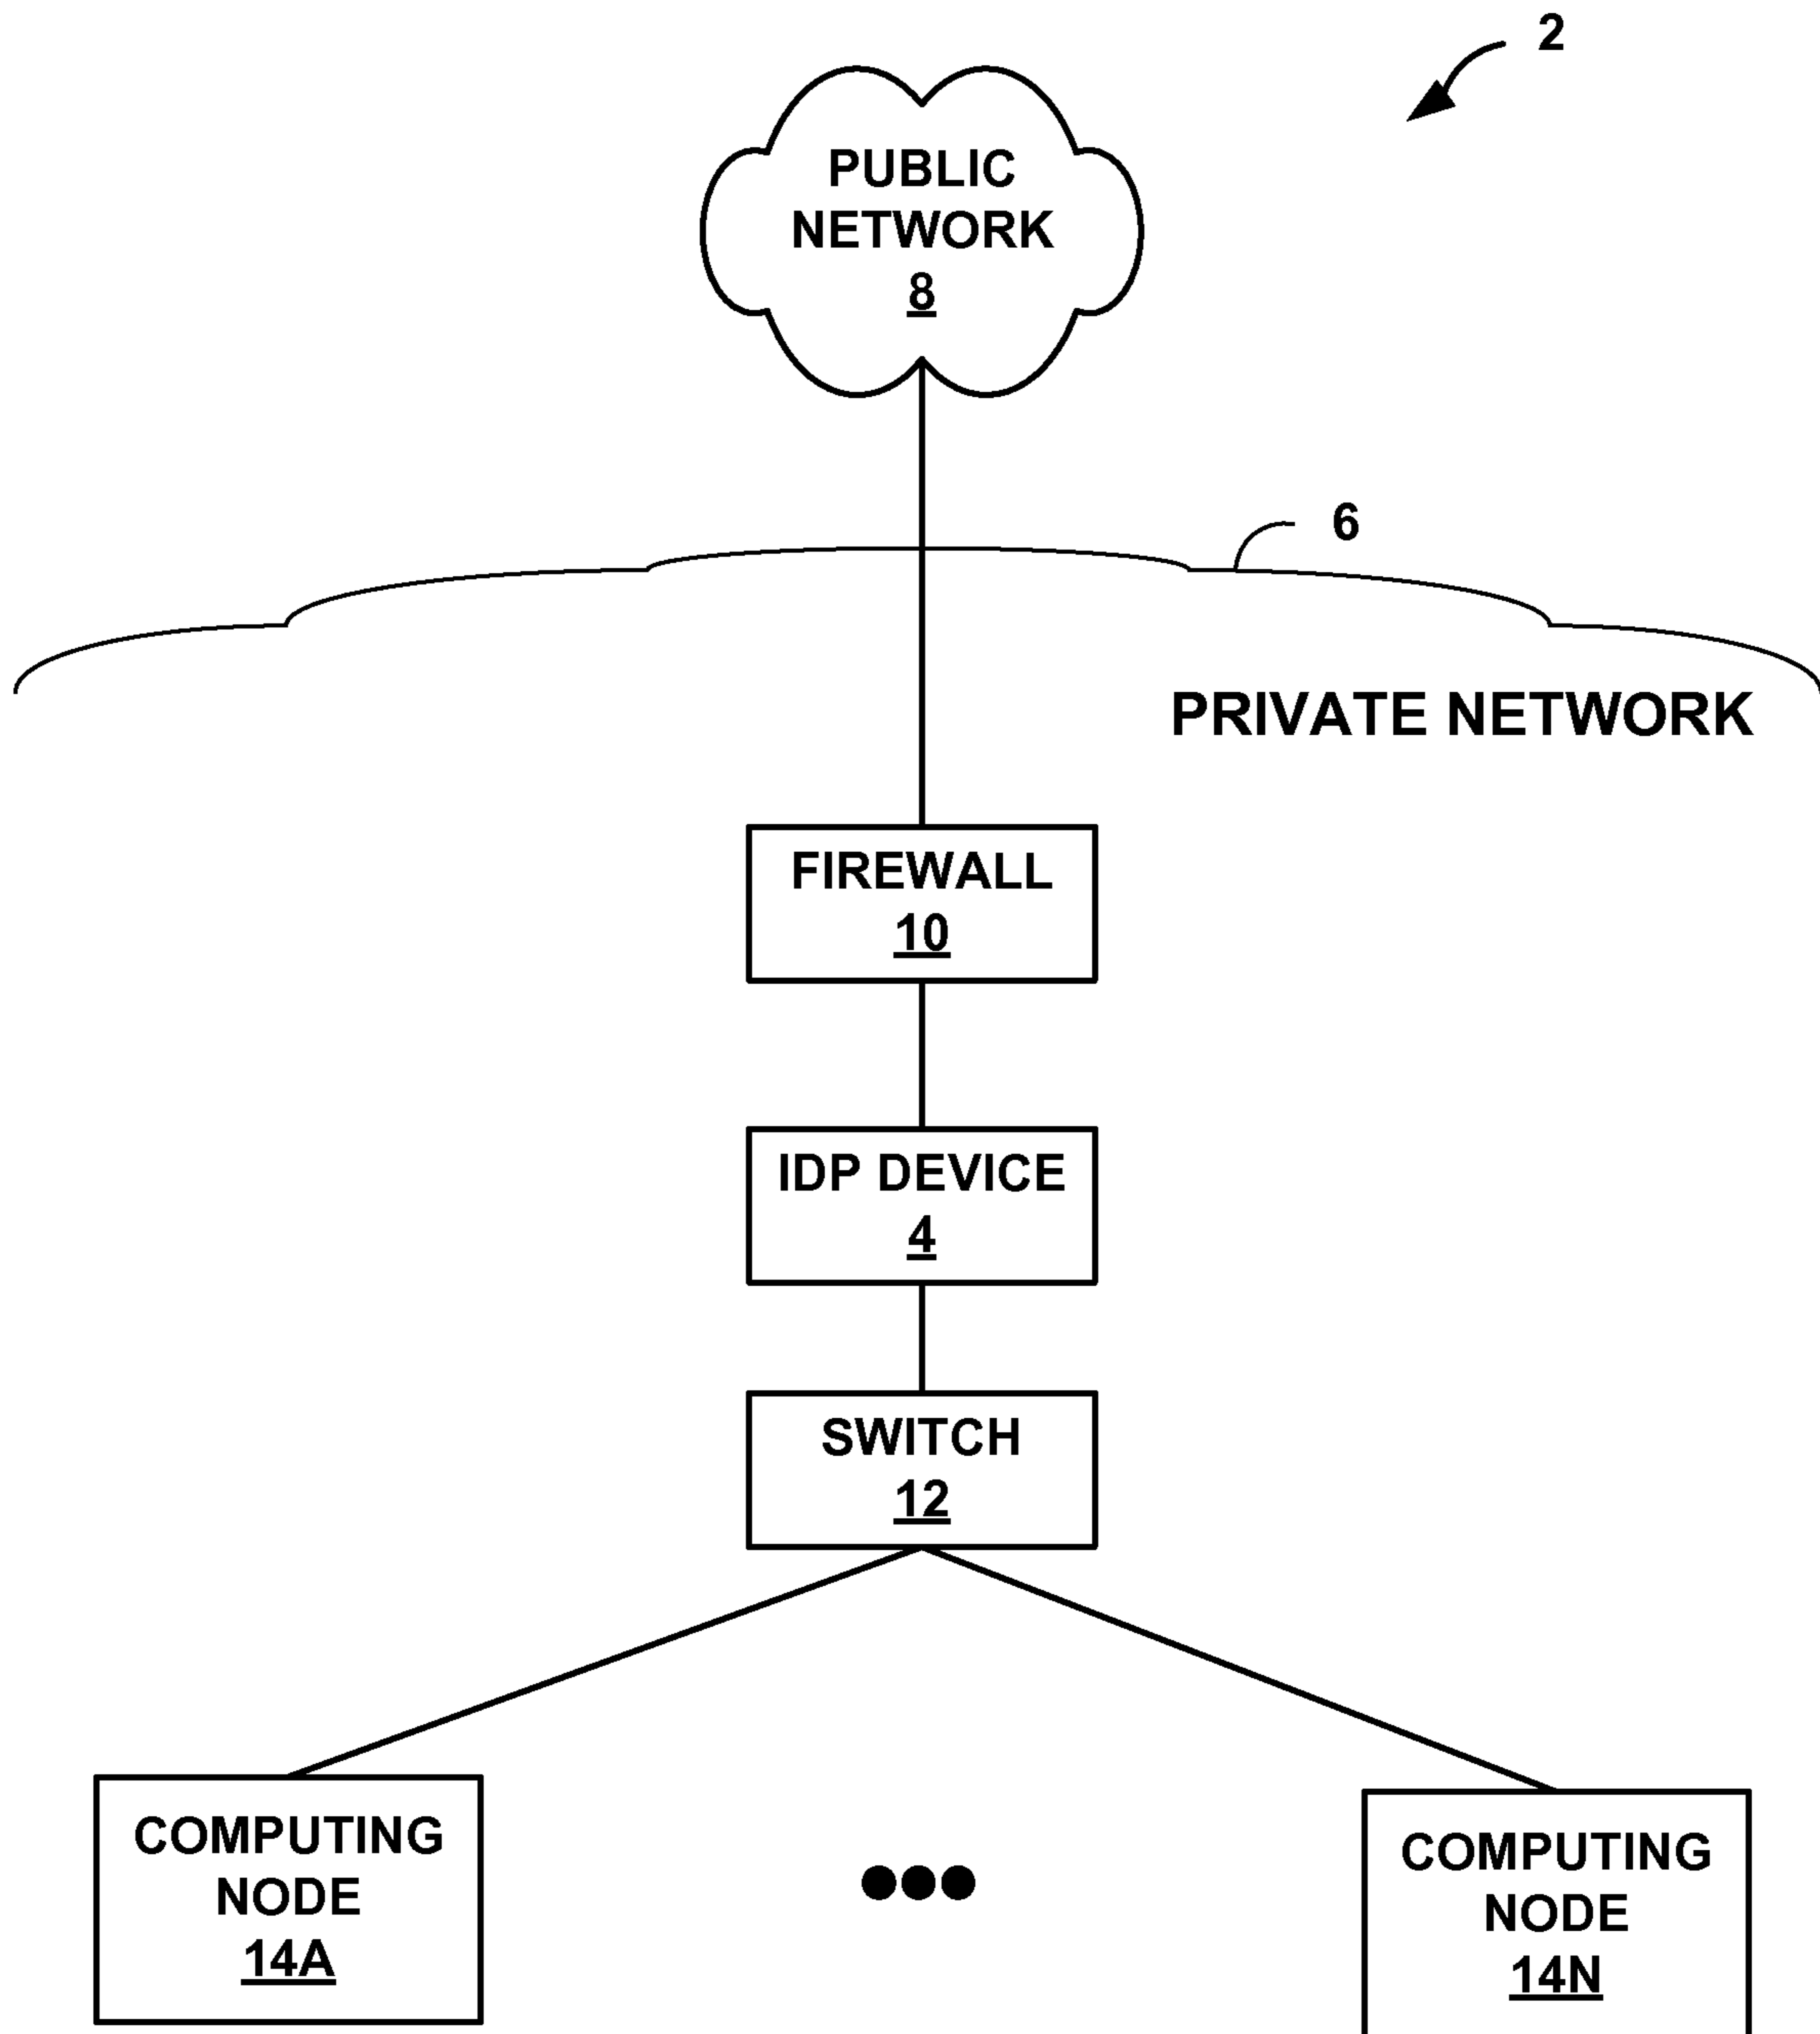 2
PUBLIC
NETWORK
8
6
PRIVATE NETWORK
FIREWALL
10
IDP DEVICE
4
SWITCH
12
COMPUTING
NODE
14A
COMPUTING
NODE
14N